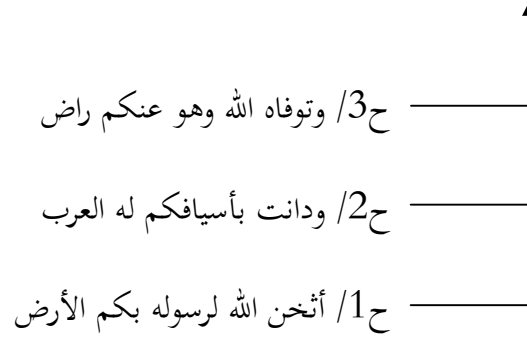 ح3/ وتوفاه الله وهو عنكم راض
ح2/ ودانت بأسيافكم له العرب
ح1/ أثخن الله لرسوله بكم الأرض